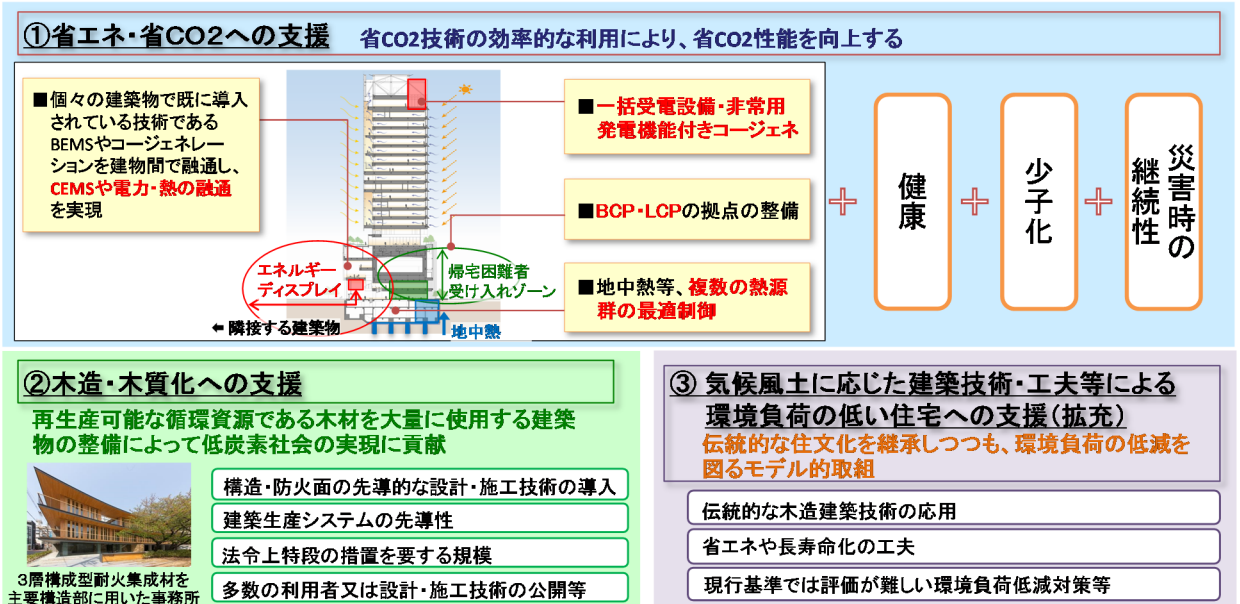 ①省エネ・省CO2への支援 省CO2技術の効率的な利用により、省CO2性能を向上する
■個々の建築物で既に導入
されている技術である
BEMSやコージェネレー
ションを建物間で融通し、
CEMSや電力・熱の融通
を実現
■一括受電設備・非常用
発電機能付きコージェネ
■BCP・LCPの拠点の整備
■地中熱等、複数の熱源
群の最適制御
エネルギー
ディスプレイ
帰宅困難者
受け入れゾーン
⬅隣接する建築物
地中熱
＋
健康
＋
少子化
＋
災害時の
継続性
②木造・木質化への支援
再生産可能な循環資源である木材を大量に使用する建築
物の整備によって低炭素社会の実現に貢献
3層構成型耐火集成材を
主要構造部に用いた事務所
構造・防火面の先導的な設計・施工技術の導入
建築生産システムの先導性
法令上特段の措置を要する規模
多数の利用者又は設計・施工技術の公開等
③ 気候風土に応じた建築技術・工夫等による
環境負荷の低い住宅への支援（拡充）
伝統的な住文化を継承しつつも、環境負荷の低減を
図るモデル的取組
伝統的な木造建築技術の応用
省エネや長寿命化の工夫
現行基準では評価が難しい環境負荷低減対策等